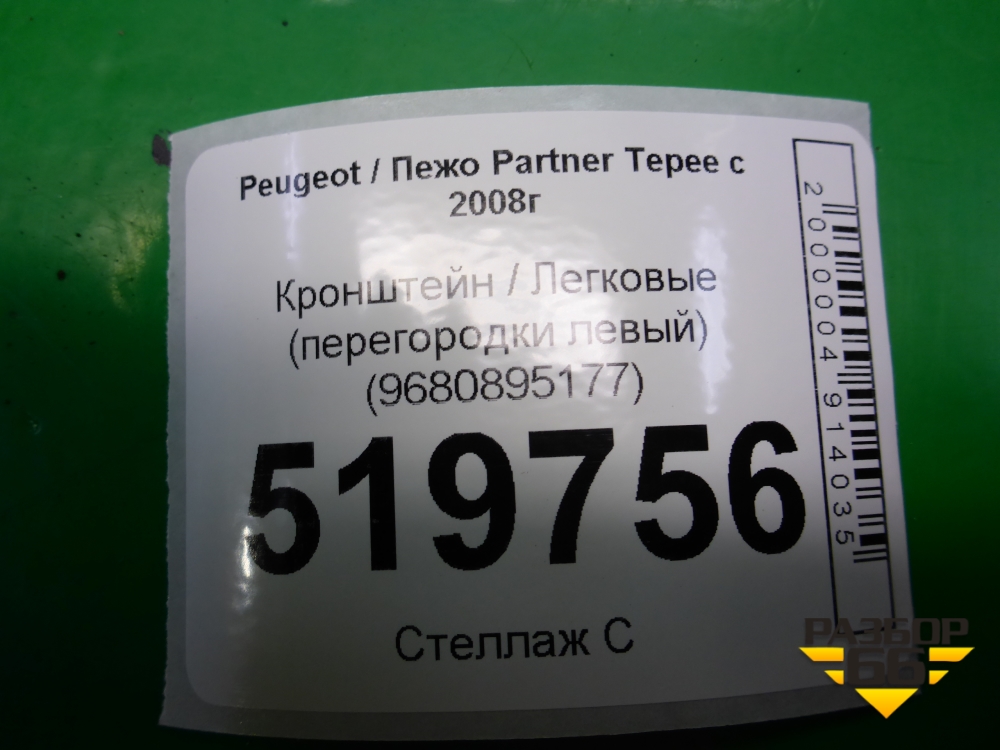 Peugeot / Пежо Partner Tepee с
2008г
Кронштейн / Легковые
(перегородки левый)
(9680895177)
519756
Стеллаж С
2000004914035
РАЗБОР
66